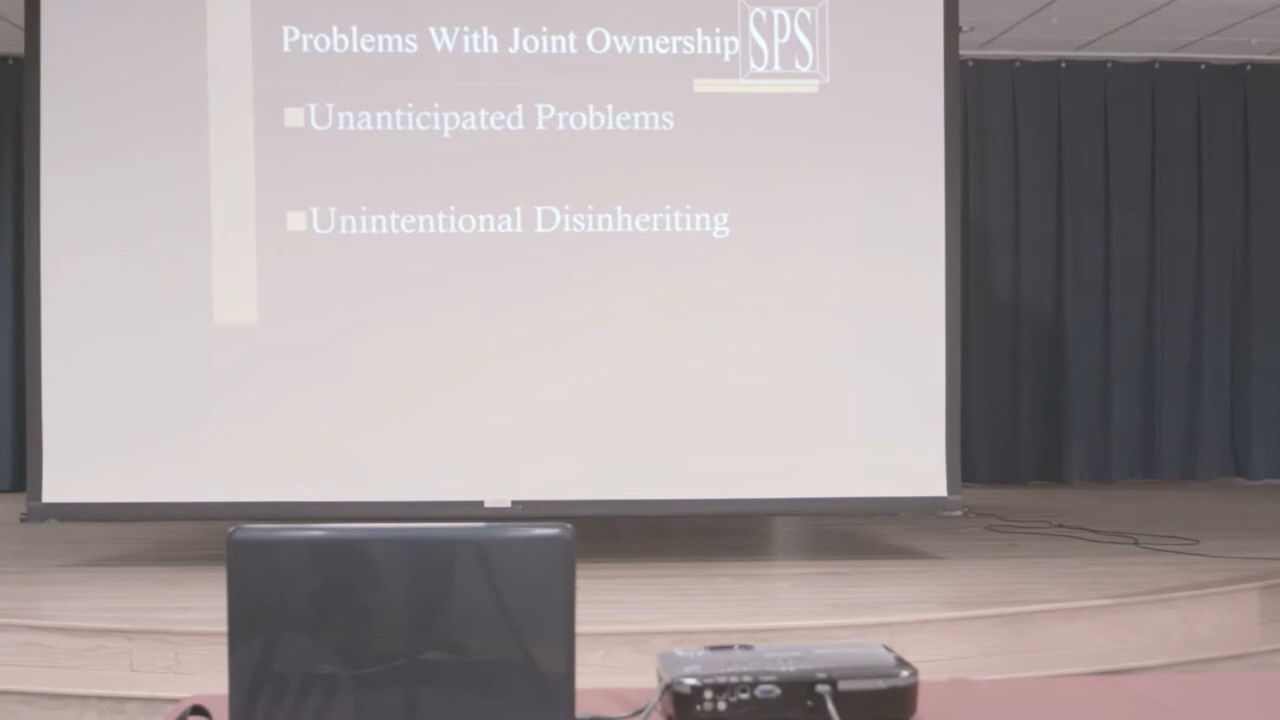 Problems With Joint Ownership
SPS
Unanticipated Problems
Unintentional Disinheriting